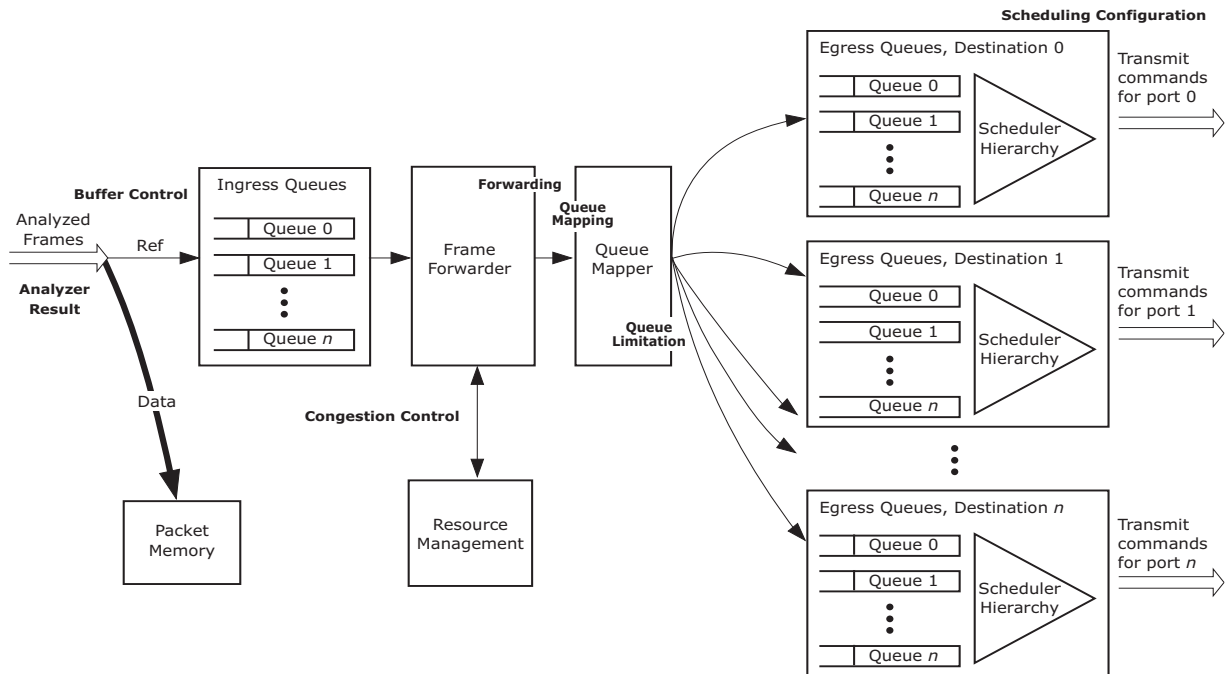 Scheduling Configuration
Egress Queues, Destination 0
Queue 0
Queue 1
Queue n
Scheduler
Hierarchy
Transmit
commands
for port 0
Buffer Control
Analyzed
Frames
Ref
Analyzer
Result
Ingress Queues
Queue 0
Queue 1
Queue n
Forwarding
Frame
Forwarder
Queue
Mapping
Queue
Mapper
Queue
Limitation
Egress Queues, Destination 1
Queue 0
Queue 1
Queue n
Scheduler
Hierarchy
Transmit
commands
for port 1
Data
Congestion Control
Packet
Memory
Resource
Management
Egress Queues, Destination n
Queue 0
Queue 1
Queue n
Scheduler
Hierarchy
Transmit
commands
for port n